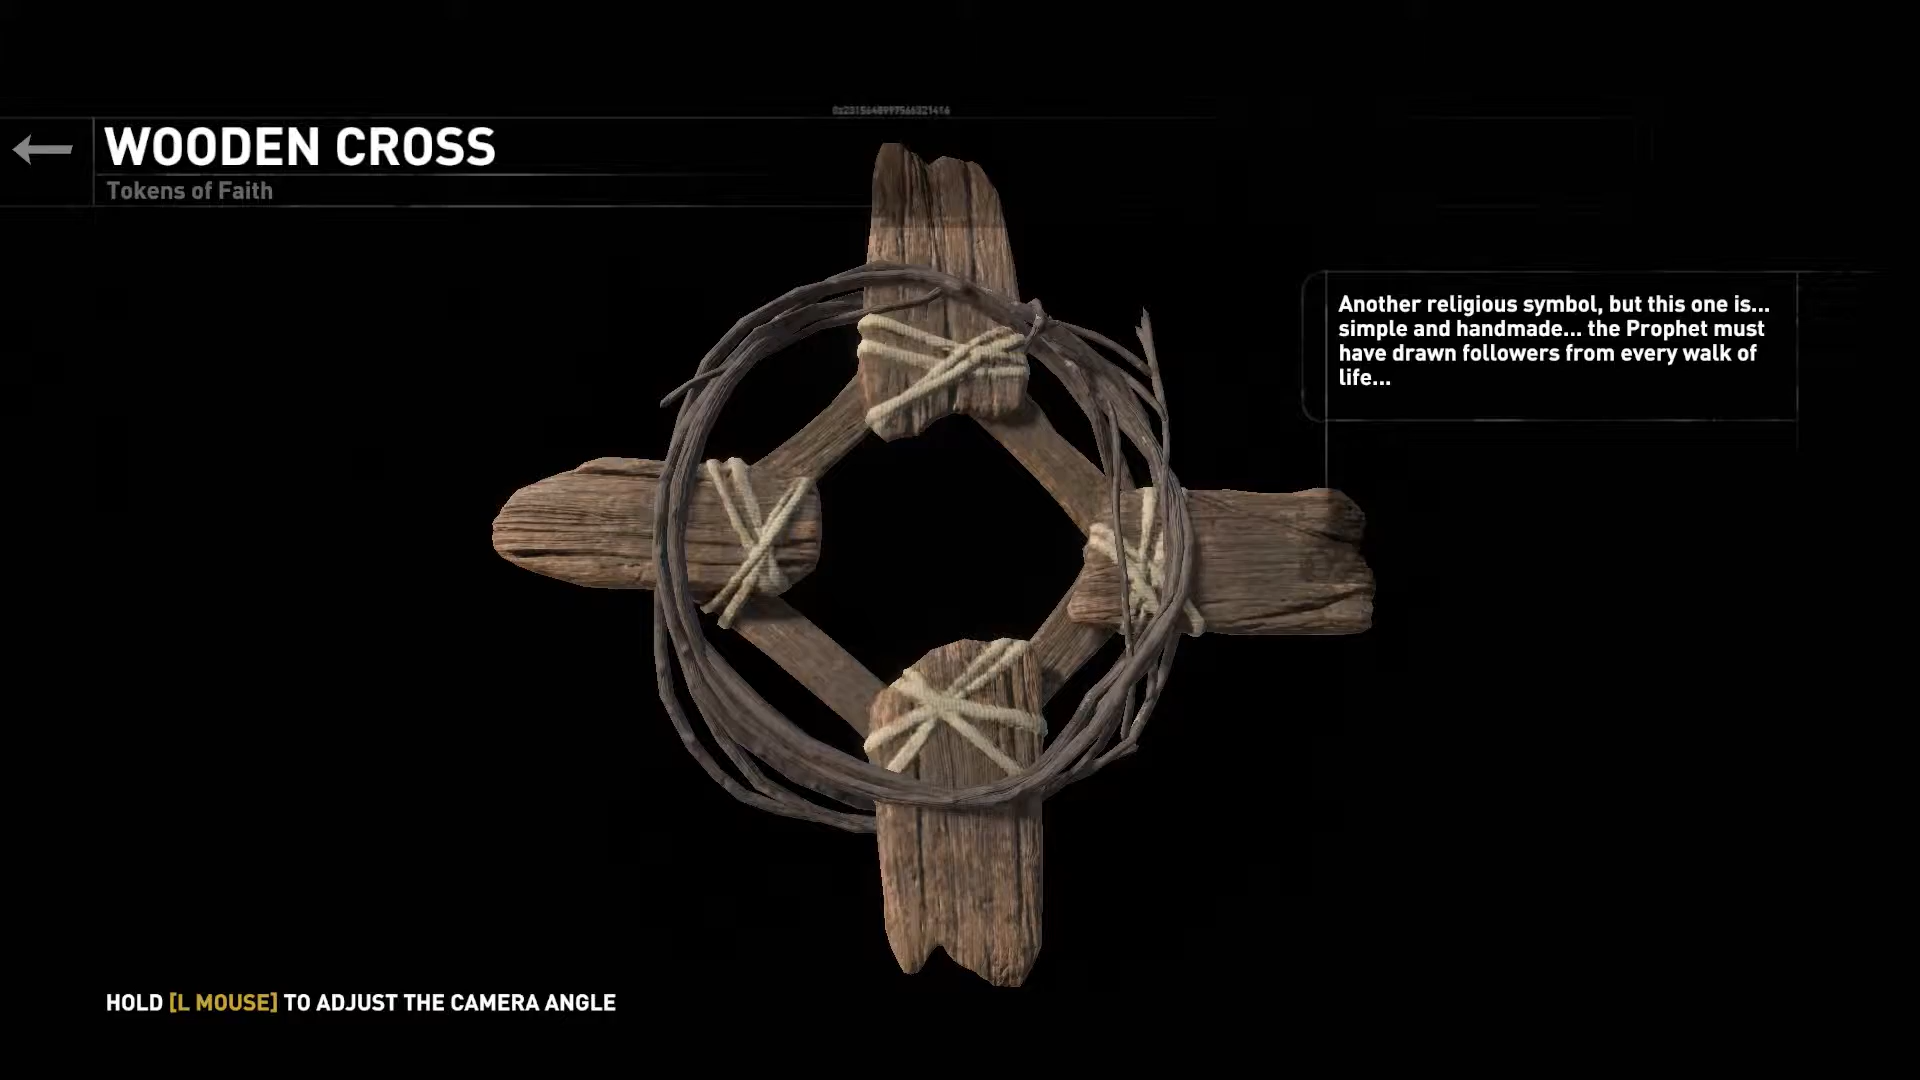 WOODEN CROSS
Tokens of Faith
Another religious symbol, but this one is...
simple and handmade... the Prophet must
have drawn followers from every walk of
life...
HOLD [L MOUSE] TO ADJUST THE CAMERA ANGLE